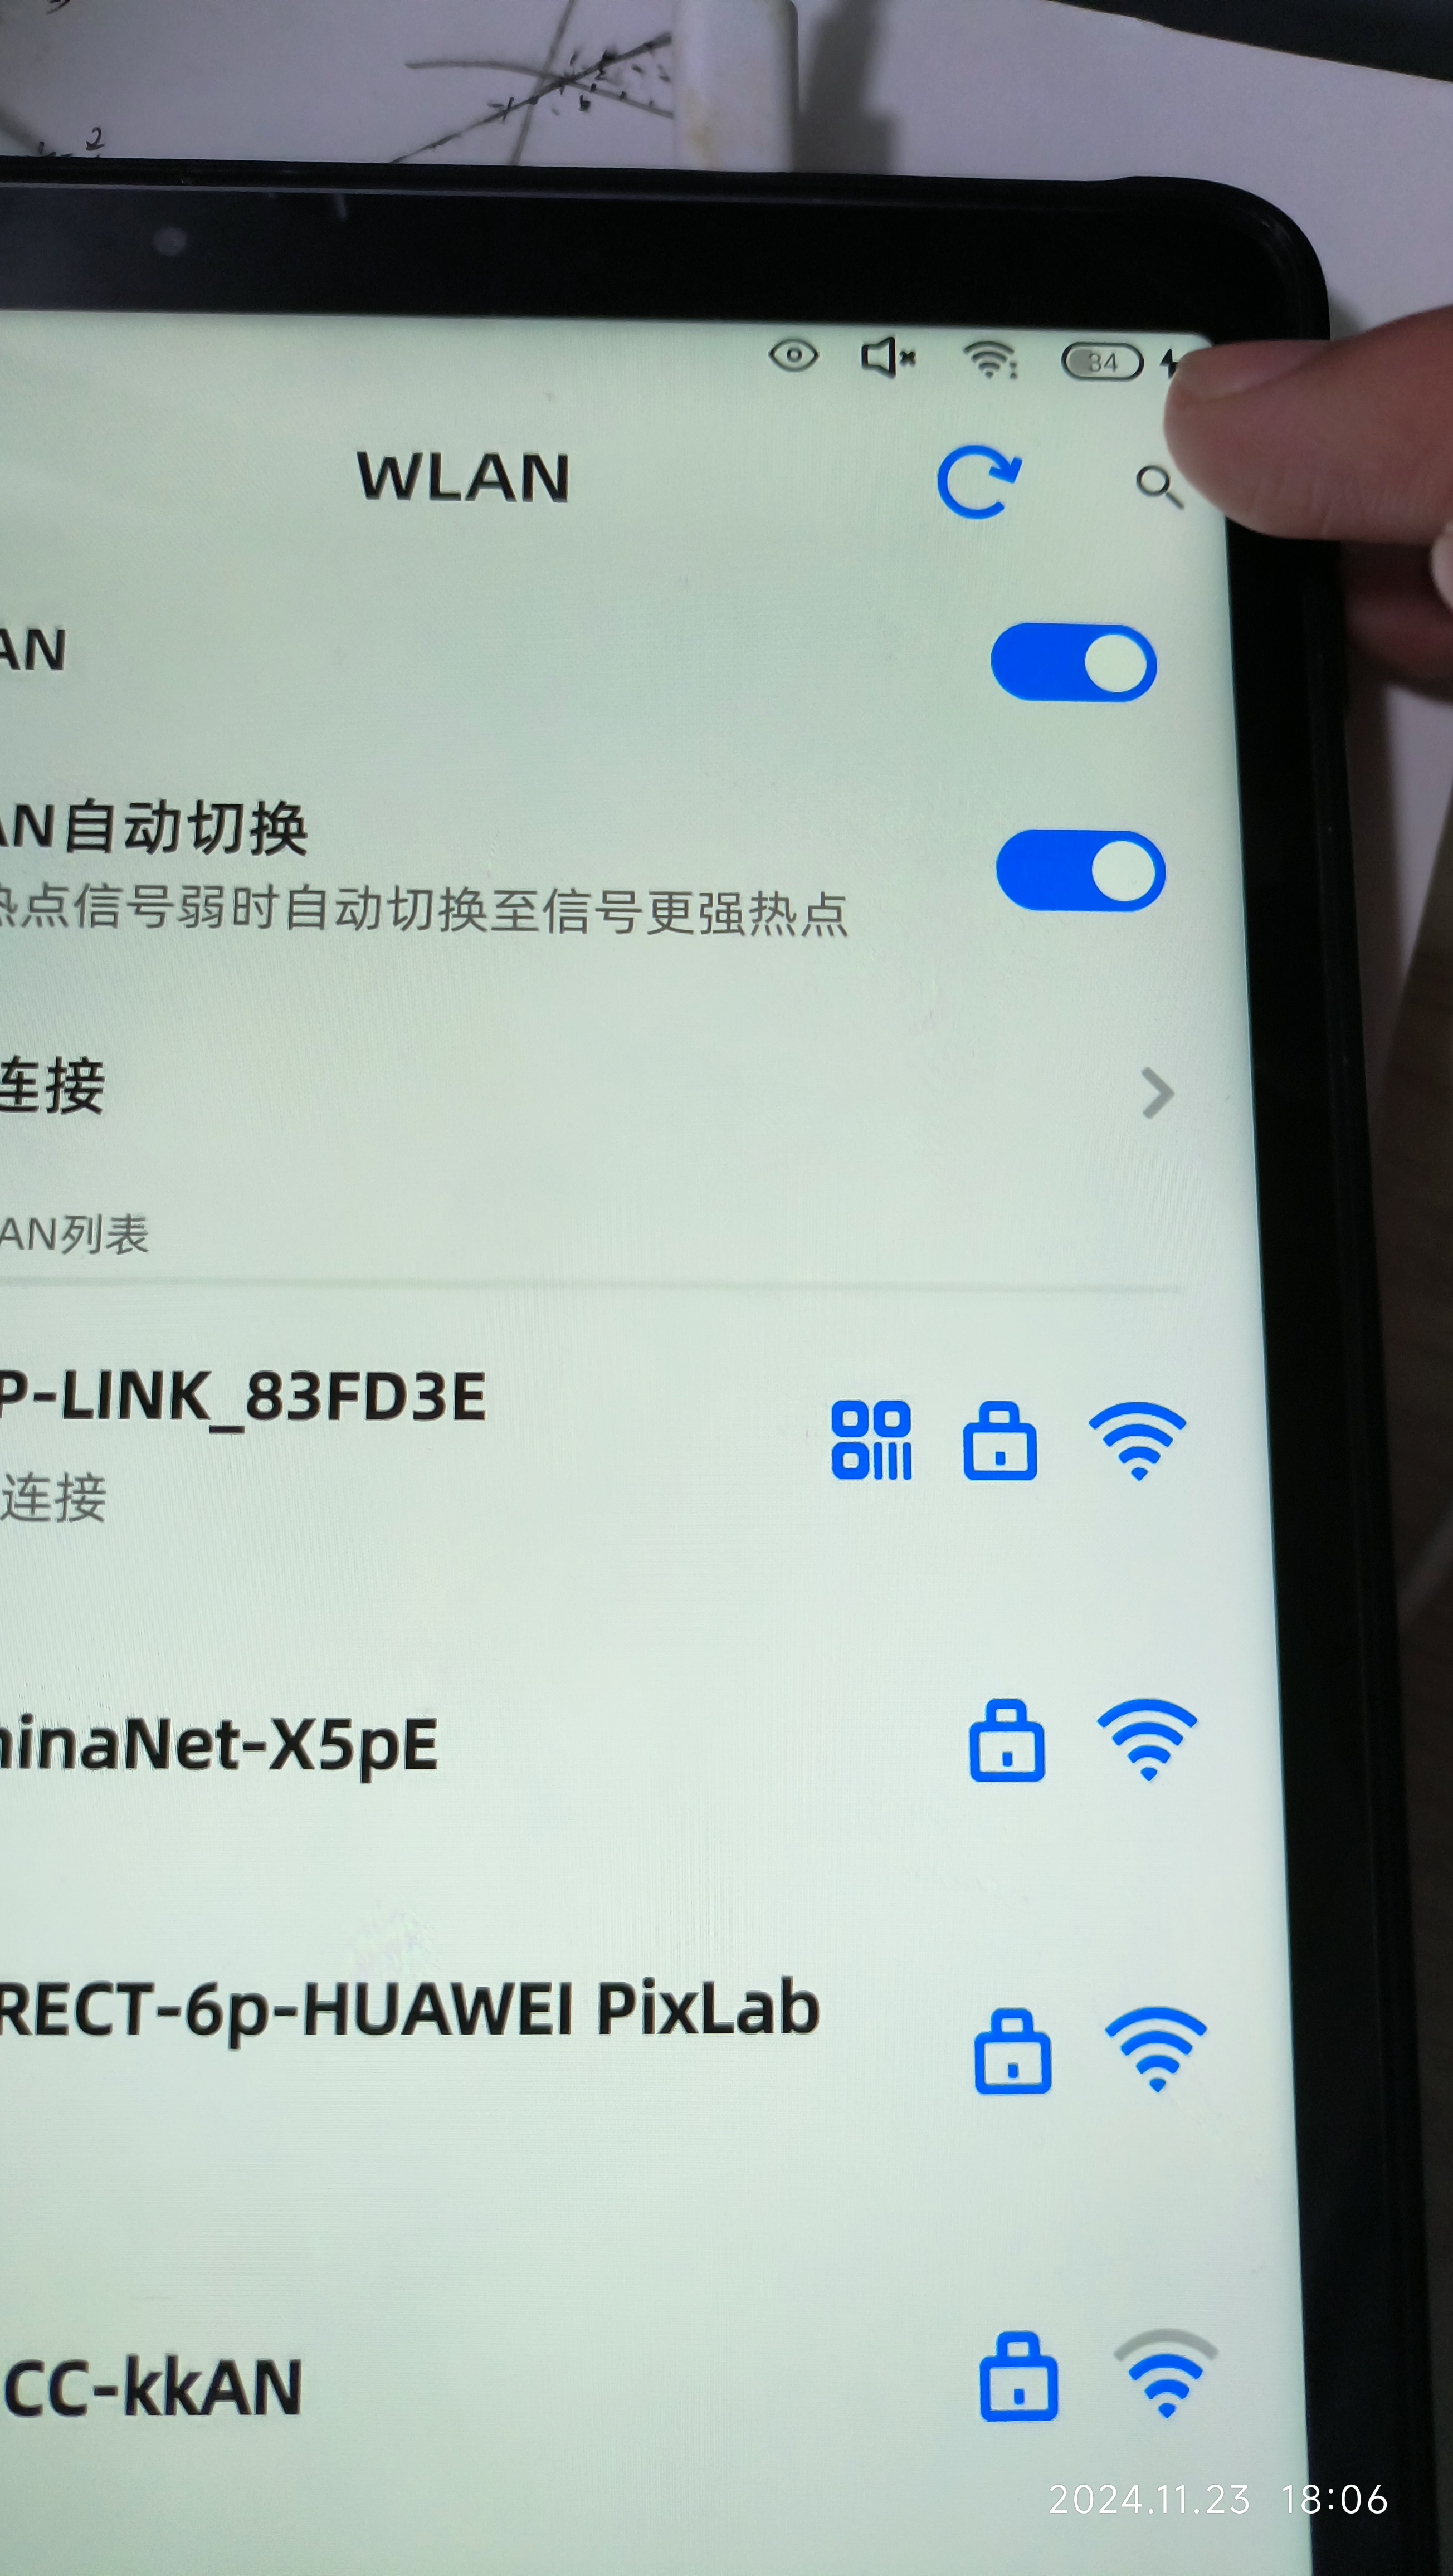 34
WLAN
AN
AN自动切换
热点信号弱时自动切换至信号更强热点
连接
AN列表
P-LINK_83FD3E
连接
hinaNet-X5pE
RECT-6p-HUAWEI PixLab
CC-kkAN
2024.11.23 18:06